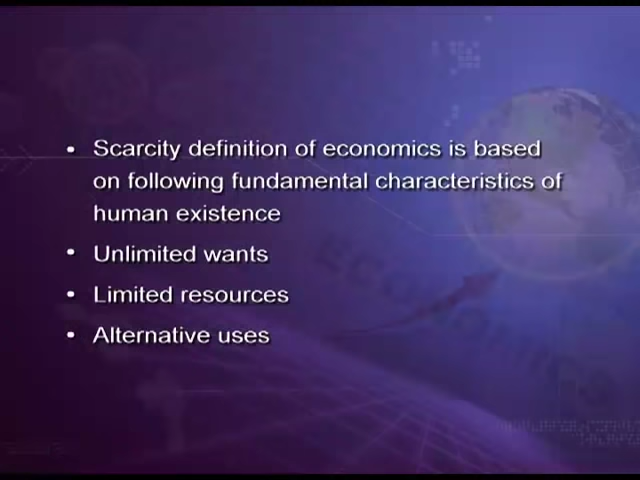 • Scarcity definition of economics is based
on following fundamental characteristics of
human existence
• Unlimited wants
• Limited resources
• Alternative uses
ECONOMICS